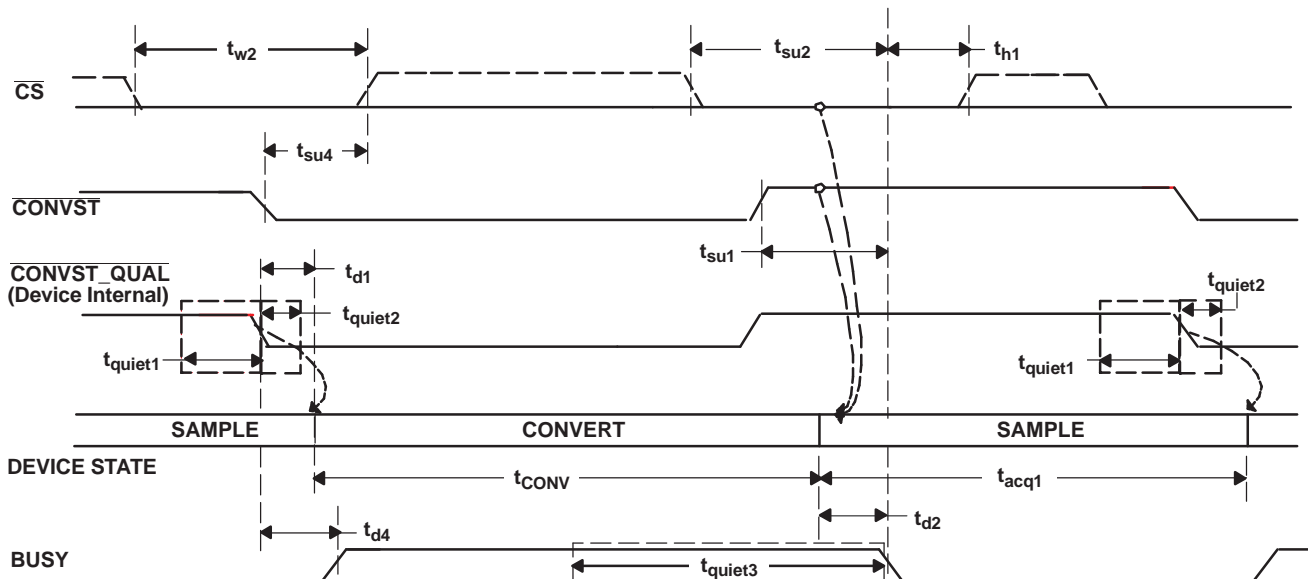 tw2
tsu2
th1
CS
tsu4
CONVST
tsu1
CONVST_QUAL
(Device Internal)
td1
tquiet2
tquiet2
tquiet1
tquiet1
SAMPLE
CONVERT
SAMPLE
DEVICE STATE
tCONV
tacq1
td4
td2
BUSY
tquiet3